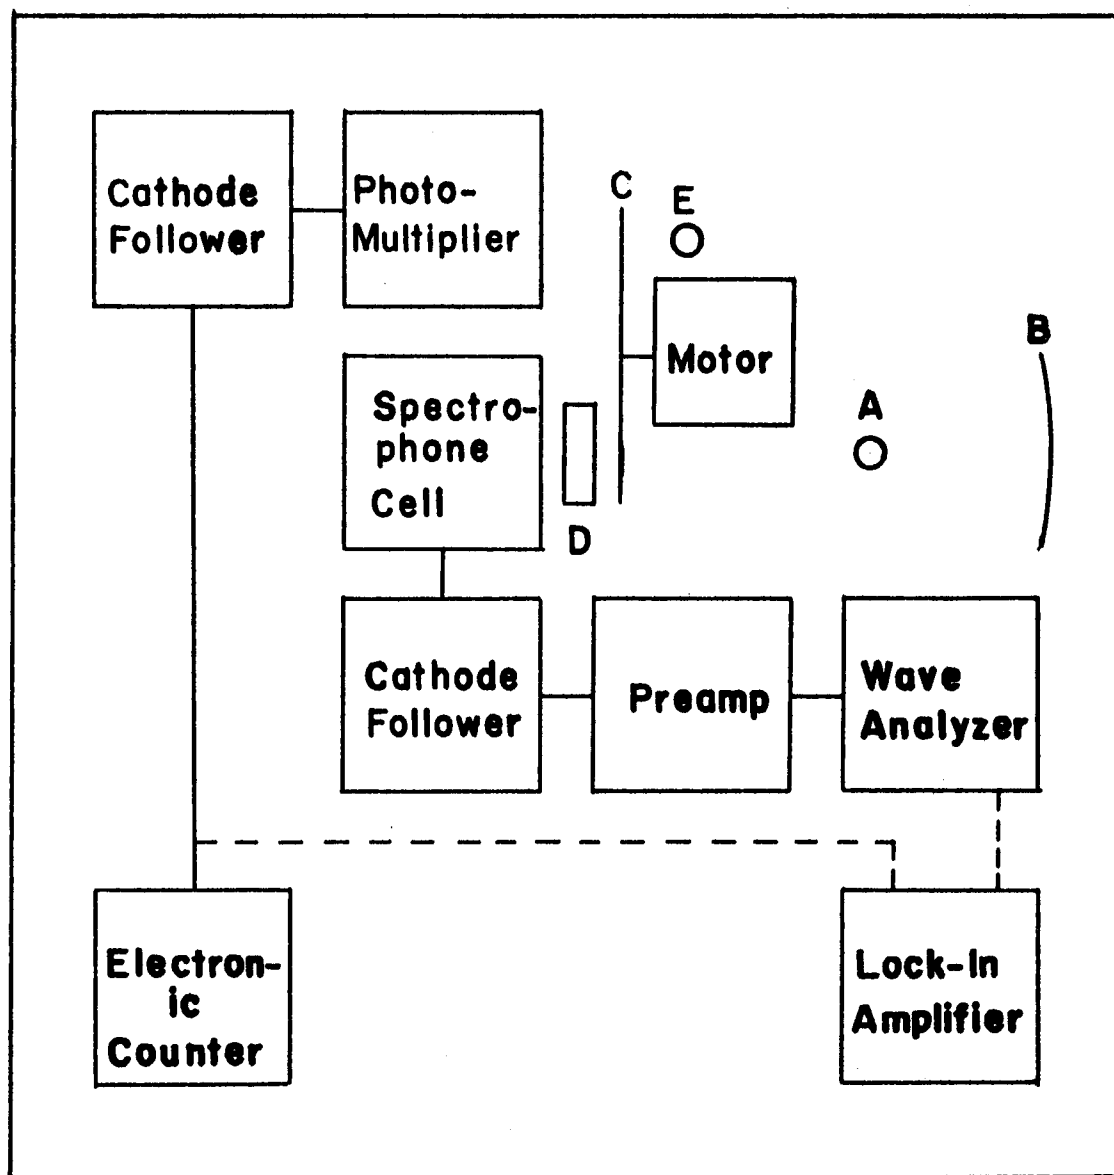 Cathode
Follower
Photo-
Multiplier
C
E
Motor
B
A
Spectro-
phone
Cell
D
Cathode
Follower
Preamp
Wave
Analyzer
Electron-
ic
Counter
Lock-In
Amplifier